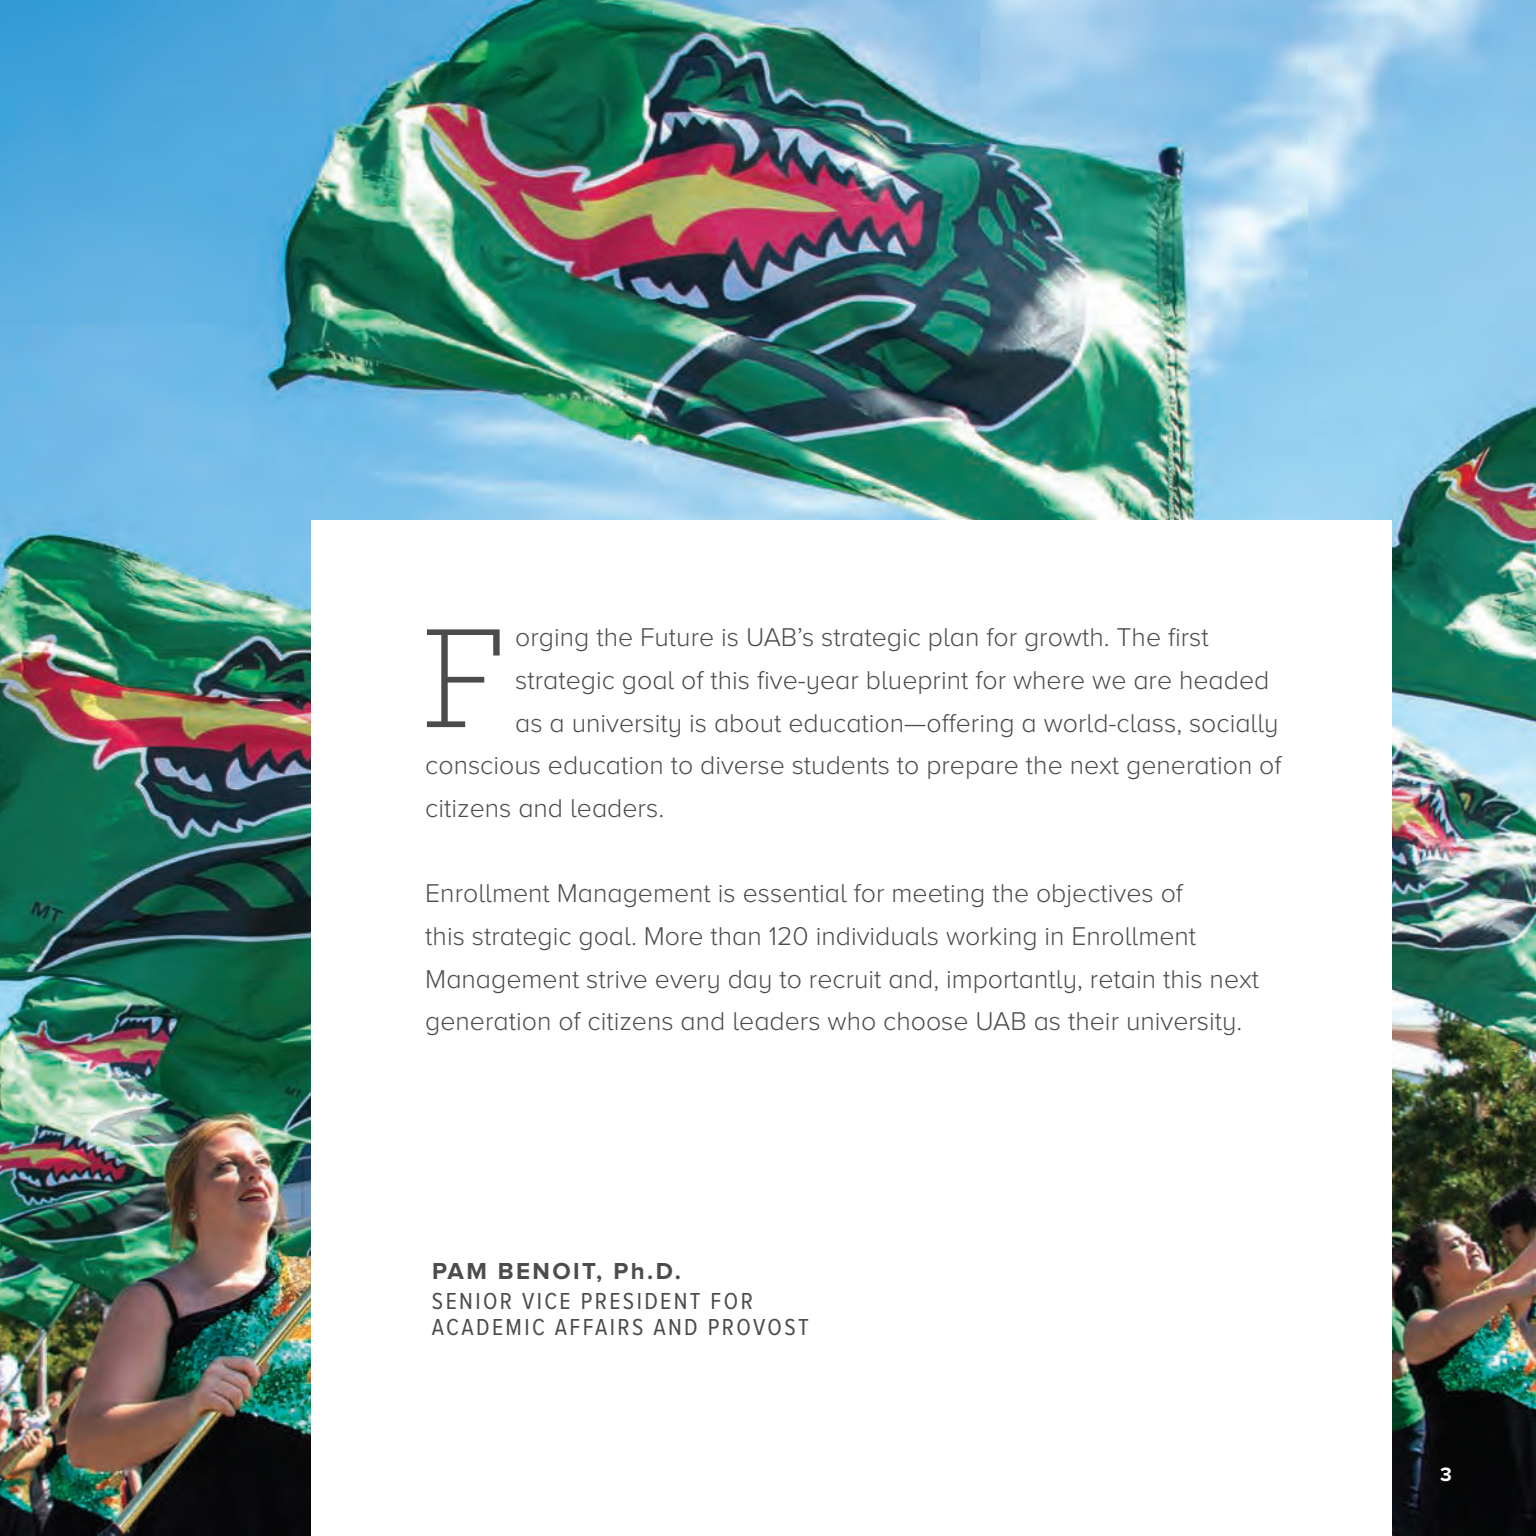 Forging the Future is UAB’s strategic plan for growth. The first
strategic goal of this five-year blueprint for where we are headed
as a university is about education—offering a world-class, socially
conscious education to diverse students to prepare the next generation of
citizens and leaders.
Enrollment Management is essential for meeting the objectives of
this strategic goal. More than 120 individuals working in Enrollment
Management strive every day to recruit and, importantly, retain this next
generation of citizens and leaders who choose UAB as their university.
PAM BENOIT, Ph.D.
SENIOR VICE PRESIDENT FOR
ACADEMIC AFFAIRS AND PROVOST
MT
MT
3